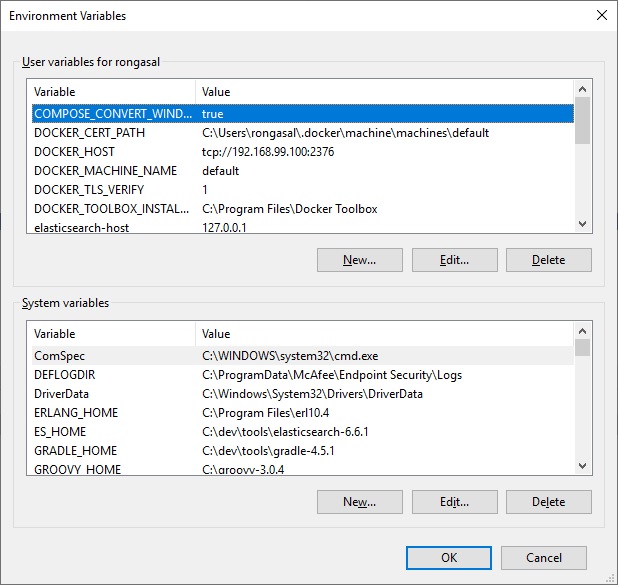 Environment Variables
User variables for rongasal
Variable Value
COMPOSE_CONVERT_WIND... true
DOCKER_CERT_PATH C:\Users\rongasal\.docker\machine\machines\default
DOCKER_HOST tcp://192.168.99.100:2376
DOCKER_MACHINE_NAME default
DOCKER_TLS_VERIFY 1
DOCKER_TOOLBOX_INSTAL... C:\Program Files\Docker Toolbox
elasticsearch-host 127.0.0.1
New... Edit... Delete
System variables
Variable Value
ComSpec C:\WINDOWS\system32\cmd.exe
DEFLOGDIR C:\ProgramData\McAfee\Endpoint Security\Logs
DriverData C:\Windows\System32\Drivers\DriverData
ERLANG_HOME C:\Program Files\erl10.4
ES_HOME C:\dev\tools\elasticsearch-6.6.1
GRADLE_HOME C:\dev\tools\gradle-4.5.1
GROOVY_HOME C:\groovy-3.0.4
New... Edit... Delete
OK Cancel